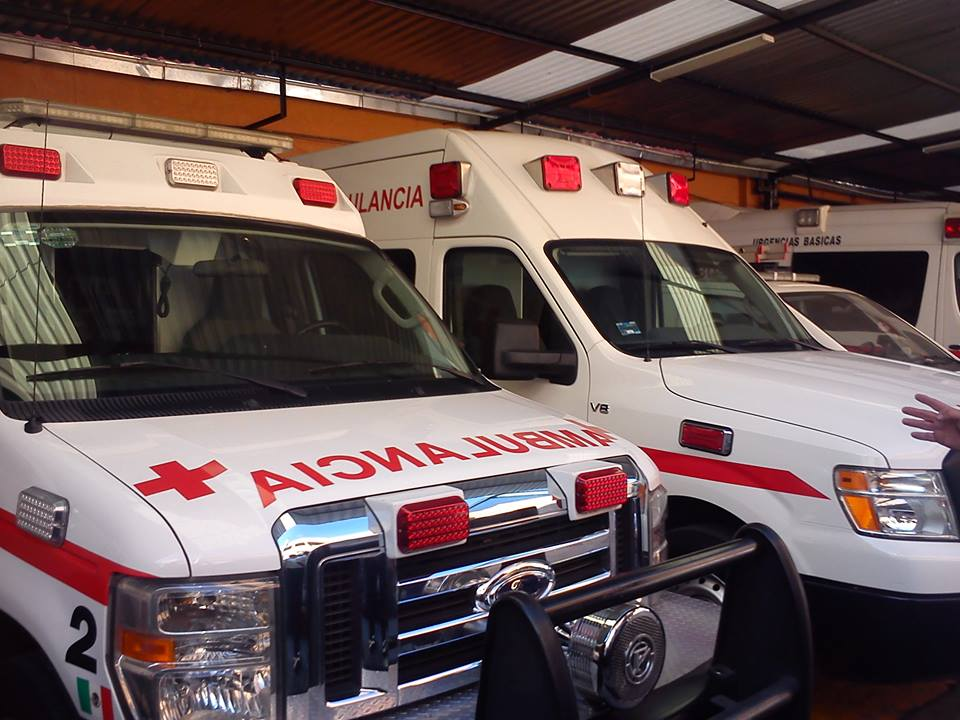 ULANCIA
URGENCIAS BASICAS
V8
AMBULANCIA
2